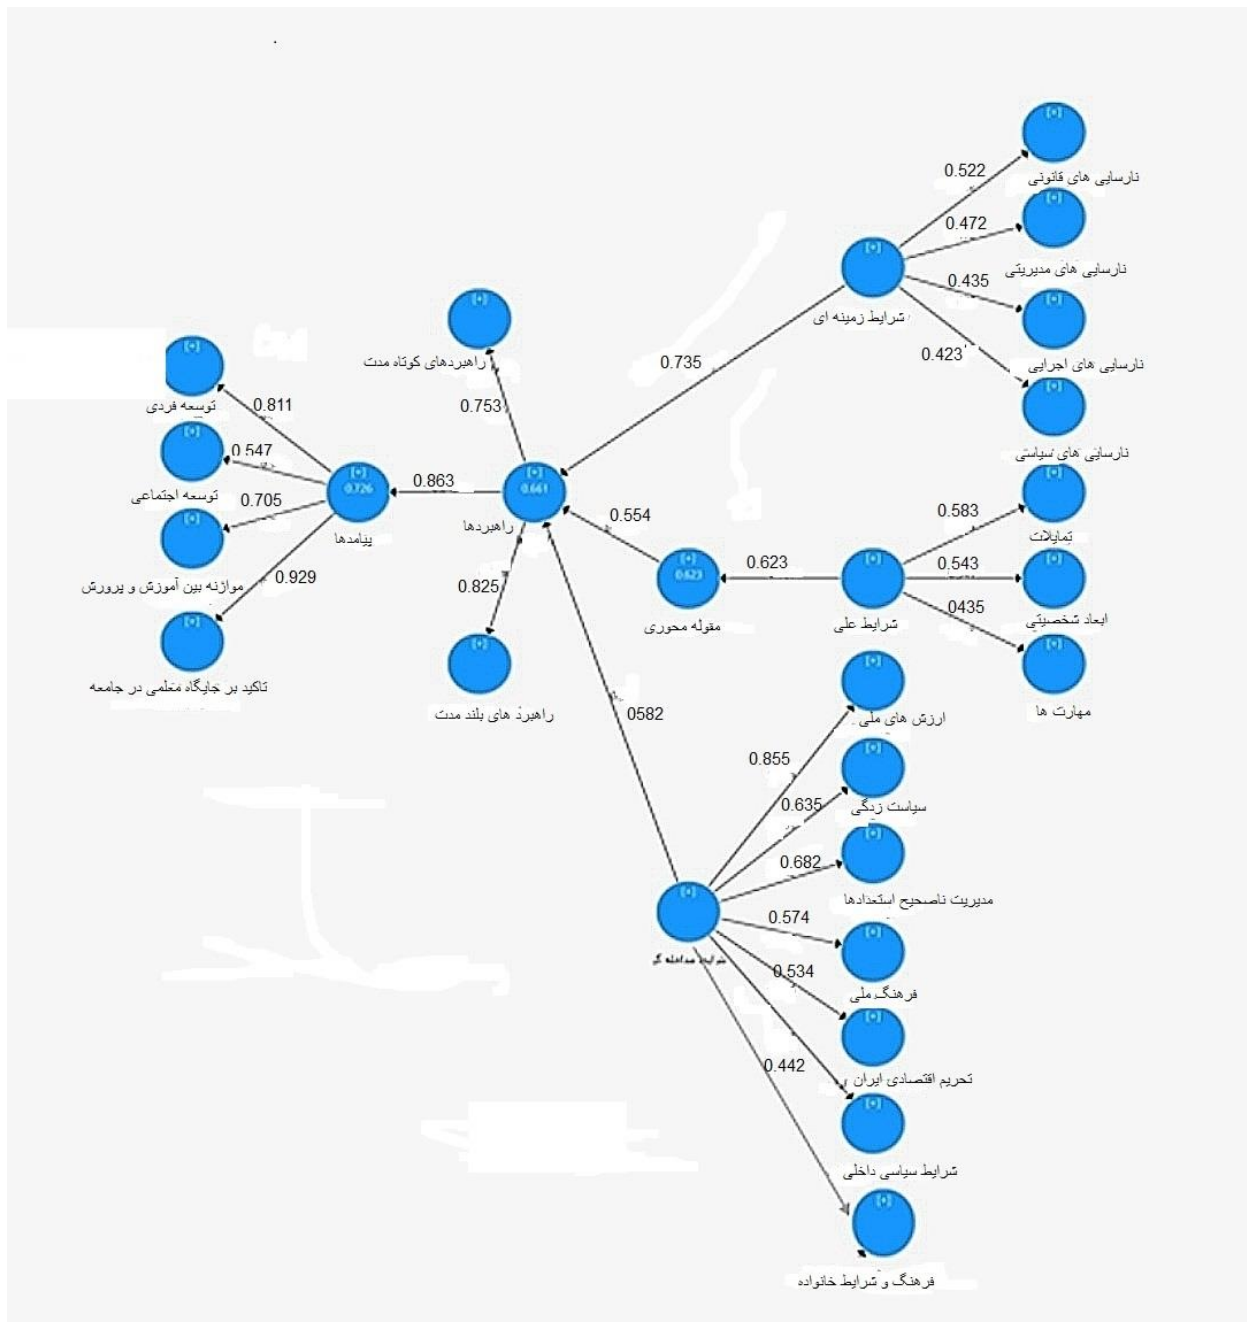 [+]
0.522
نارسایی های قانونی
[+]
0.472
[+]
نارسایی های مدیریتی
0.435
[+]
شرایط زمینه ای
[+]
راهبردهای کوتاه مدت
0.735
0.423
نارسایی های اجرایی
[+]
[+]
توسعه فردی
0.811
0.753
نارسایی های سیاسی
[+]
0.547
[+]
0.726
0.863
[+]
0.661
[+]
توسعه اجتماعی
0.705
پیامدها
راهبردها
0.554
0.583
تمایلات
[+]
موازنه بین آموزش و پرورش
0.929
0.825
[+]
0.623
0.623
[+]
0.543
[+]
0435
مقوله محوری
شرایط علی
ابعاد شخصیتی
[+]
تاکید بر جایگاه معلمی در جامعه
[+]
راهبرد های بلند مدت
[+]
مهارت ها
0582
[+]
ارزش های ملی
0.855
[+]
0.635
سیاست زدگی
[+]
0.682
مدیریت ناصحیح استعدادها
[+]
0.574
[+]
شرایط مداخله گر
0.534
فرهنگ ملی
[+]
0.442
تحریم اقتصادی ایران
[+]
شرایط سیاسی داخلی
[+]
فرهنگ و شرایط خانواده